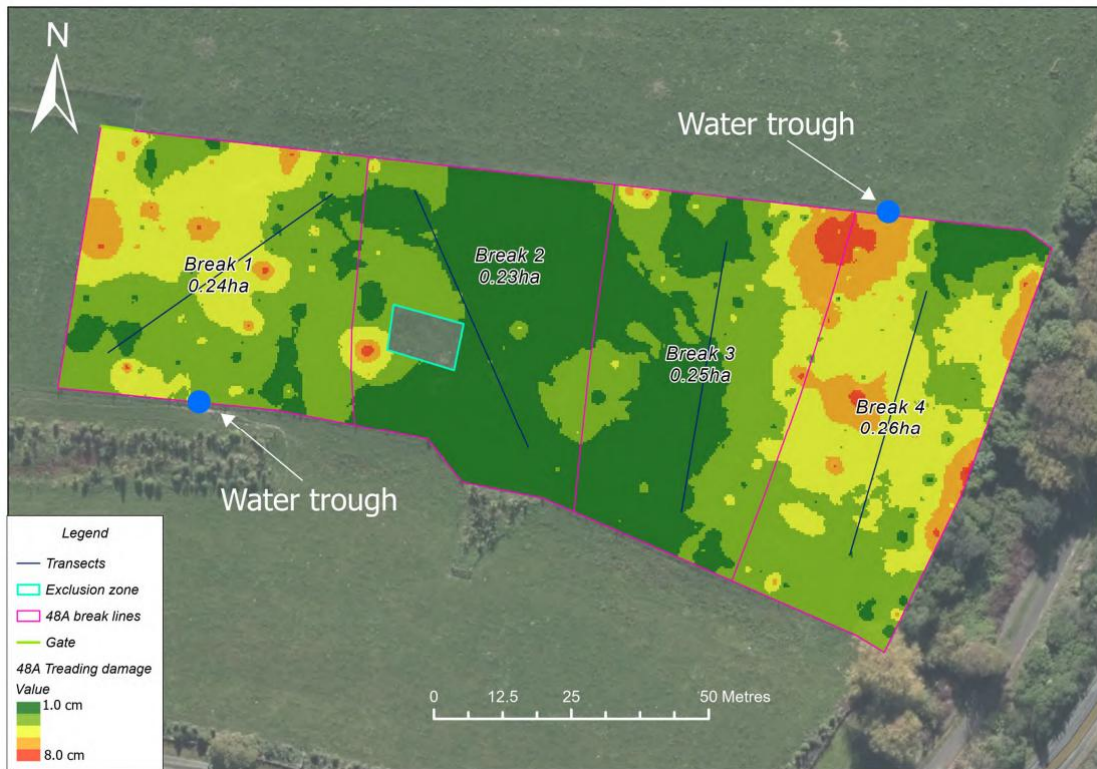 N
Water trough
Break 1
0.24ha
Break 2
0.23ha
Break 3
0.25ha
Break 4
0.26ha
Water trough
Legend
Transects
Exclusion zone
48A break lines
Gate
48A Treading damage
Value
1.0 cm
8.0 cm
0 12.5 25 50 Metres